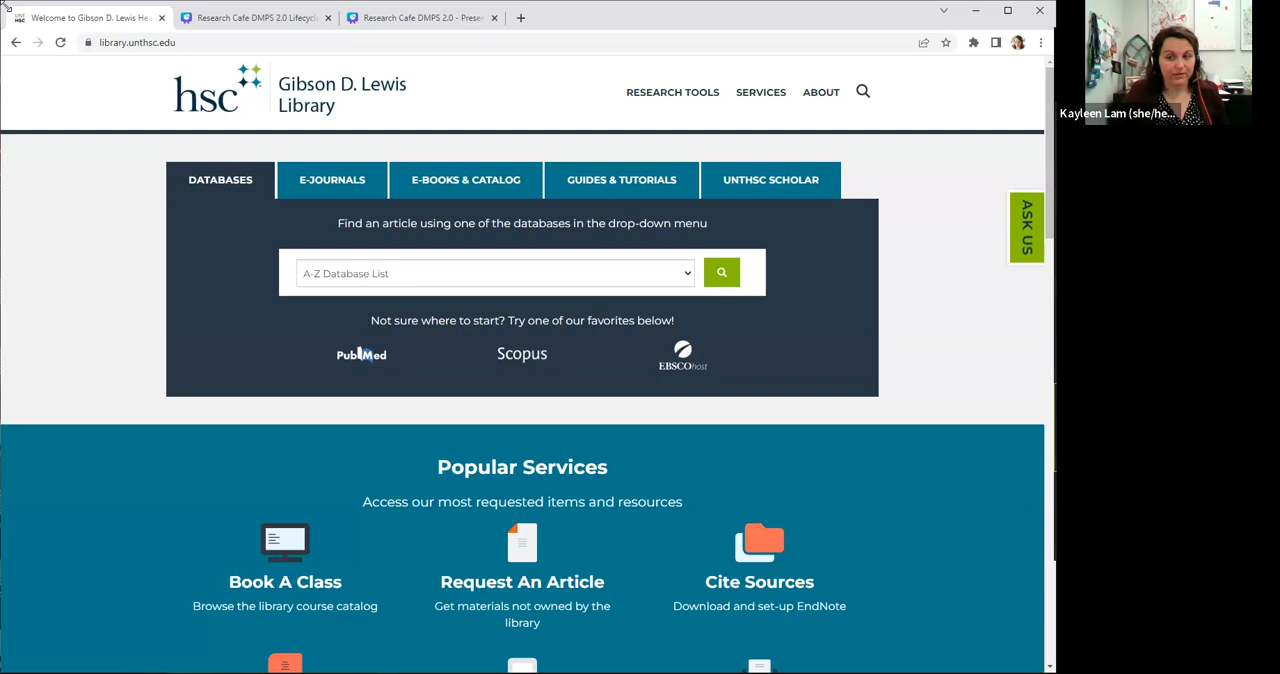 Welcome to Gibson D. Lewis Hea
Research Cafe DMPS 2.0 Lifecycle
Research Cafe DMPS 2.0 - Presen
library.unthsc.edu
hsc
Gibson D. Lewis
Library
RESEARCH TOOLS
SERVICES
ABOUT
DATABASES
E-JOURNALS
E-BOOKS & CATALOG
GUIDES & TUTORIALS
UNTHSC SCHOLAR
Find an article using one of the databases in the drop-down menu
A-Z Database List
Not sure where to start? Try one of our favorites below!
PubMed
Scopus
EBSCOhost
ASK US
Popular Services
Access our most requested items and resources
Book A Class
Browse the library course catalog
Request An Article
Get materials not owned by the
library
Cite Sources
Download and set-up EndNote
Kayleen Lam (she/he...